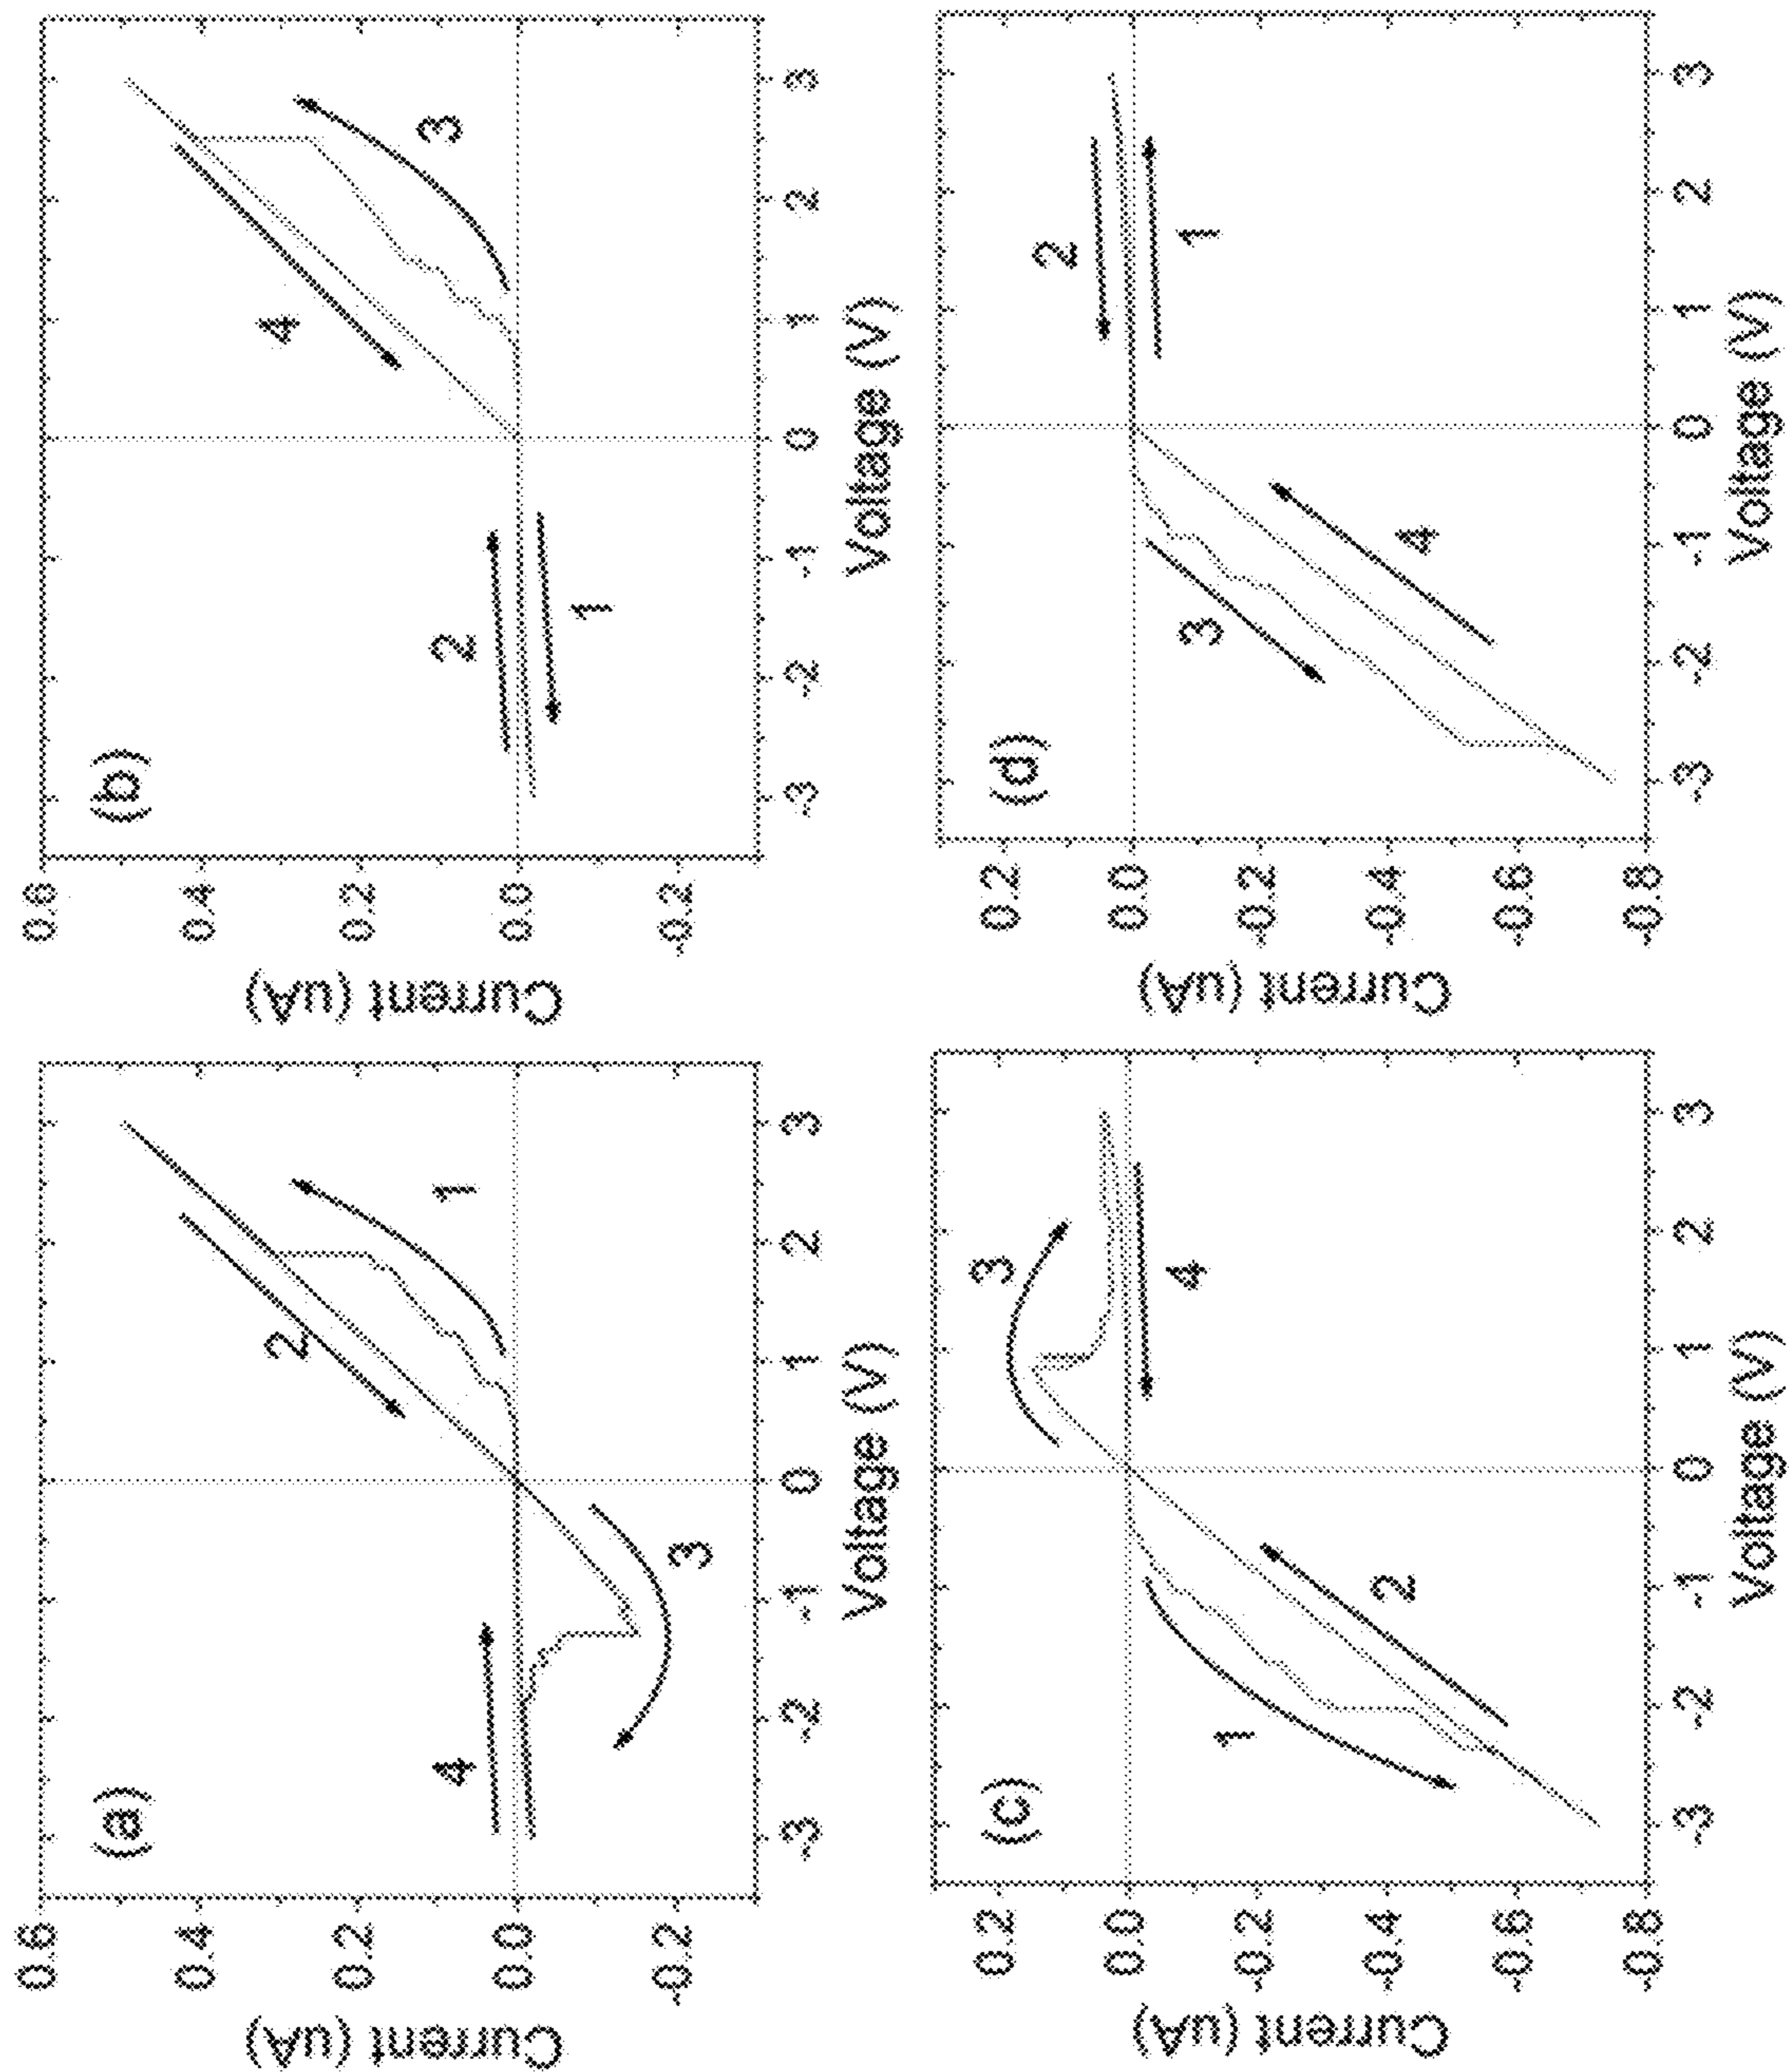 (a)
Current (uA)
0.6
0.4
0.2
0.0
-0.2
-3 -2 -1 0 1 2 3
Voltage (V)
1
2
3
4
(b)
Current (uA)
0.6
0.4
0.2
0.0
-0.2
-3 -2 -1 0 1 2 3
Voltage (V)
1
2
3
4
(c)
Current (uA)
0.2
0.0
-0.2
-0.4
-0.6
-0.8
-3 -2 -1 0 1 2 3
Voltage (V)
1
2
3
4
(d)
Current (uA)
0.2
0.0
-0.2
-0.4
-0.6
-0.8
-3 -2 -1 0 1 2 3
Voltage (V)
1
2
3
4